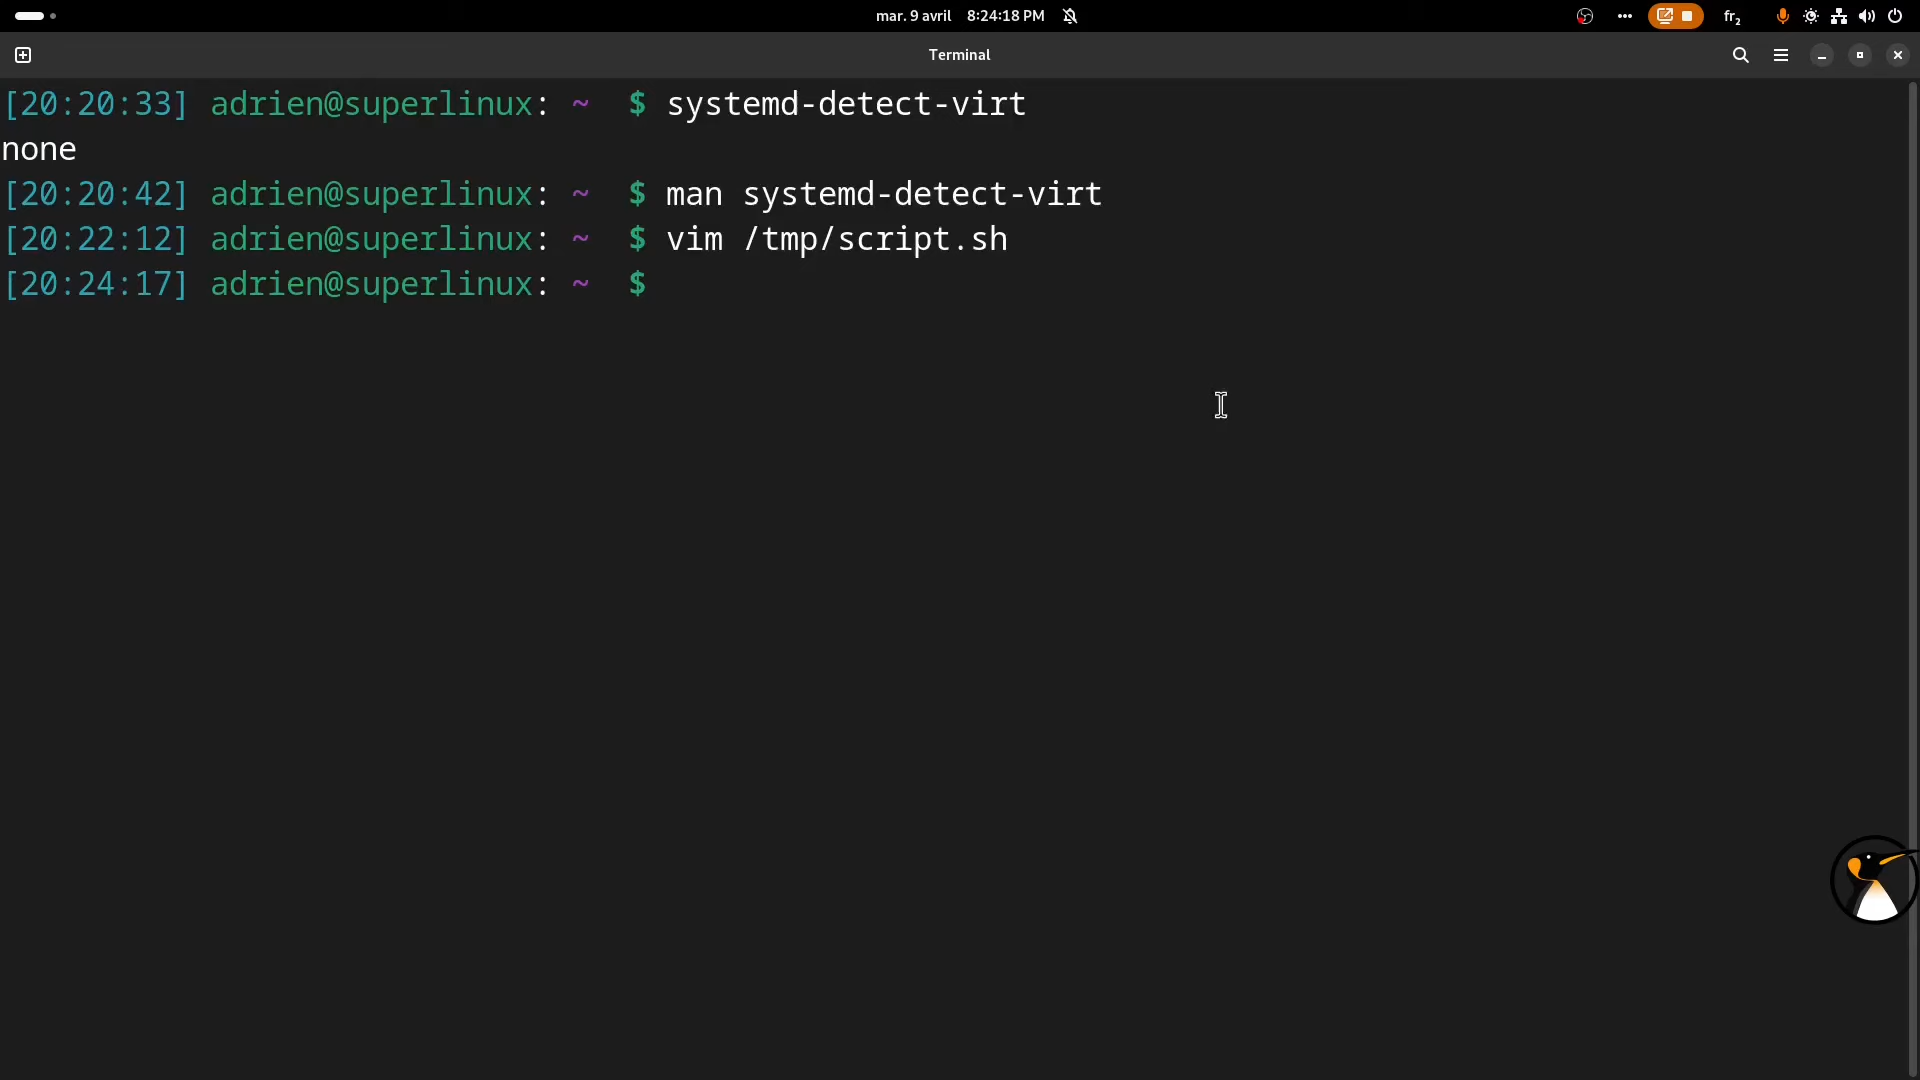 mar. 9 avril 8:24:18 PM
fr₂
Terminal
[20:20:33] adrien@superlinux: ~ $ systemd-detect-virt
none
[20:20:42] adrien@superlinux: ~ $ man systemd-detect-virt
[20:22:12] adrien@superlinux: ~ $ vim /tmp/script.sh
[20:24:17] adrien@superlinux: ~ $